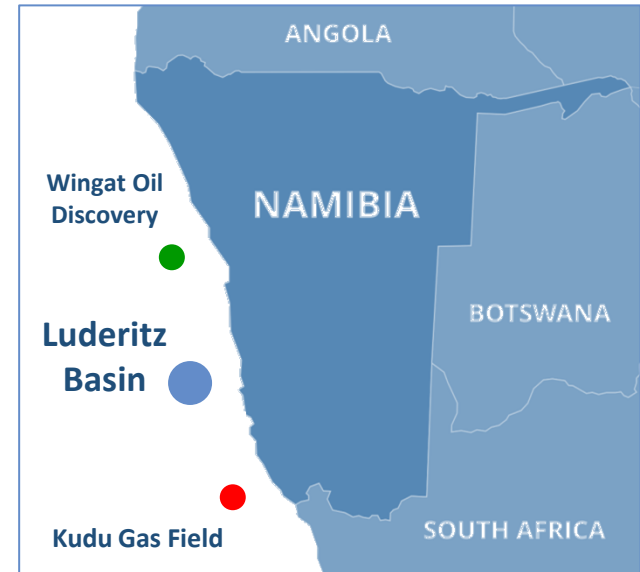 ANGOLA
Wingat Oil
Discovery
NAMIBIA
BOTSWANA
Luderitz
Basin
Kudu Gas Field
SOUTH AFRICA